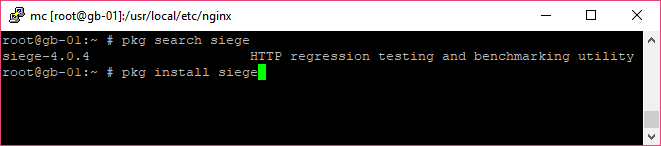 mc [root@gb-01]:/usr/local/etc/nginx
root@gb-01:~ # pkg search siege
siege-4.0.4                    HTTP regression testing and benchmarking utility
root@gb-01:~ # pkg install siege